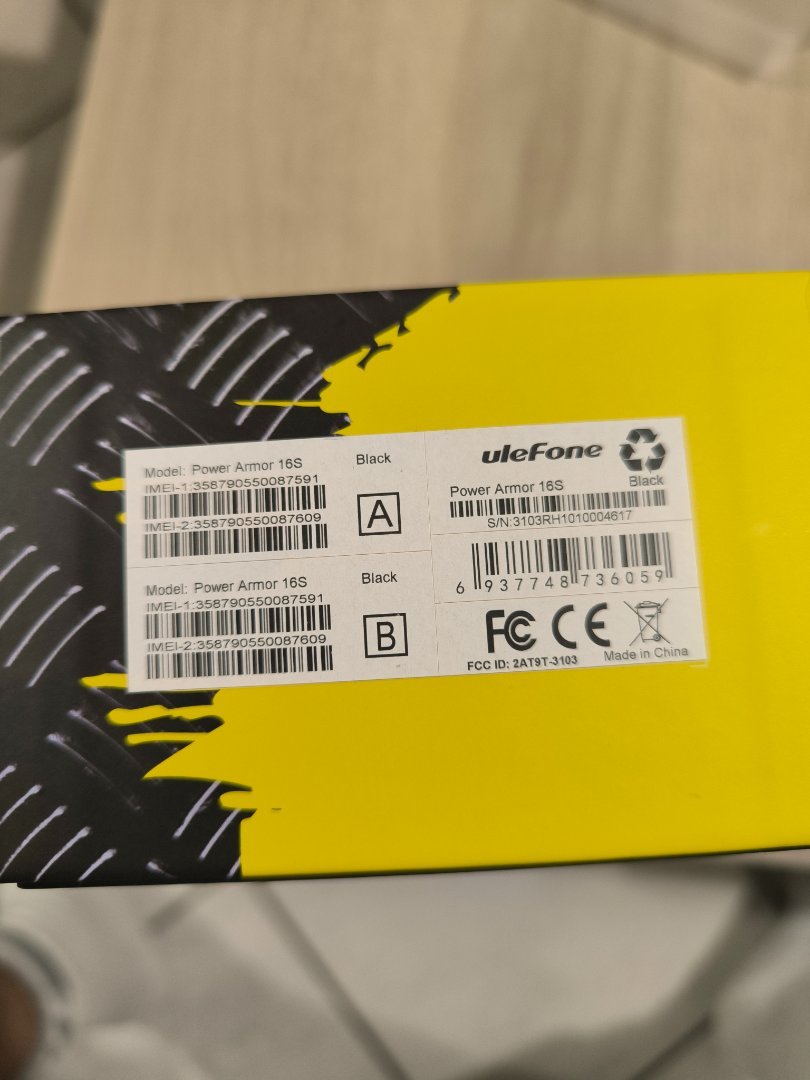 Model: Power Armor 16S
Black
IMEI-1:358790550087591
IMEI-2:358790550087609
A
Model: Power Armor 16S
Black
IMEI-1:358790550087591
IMEI-2:358790550087609
B
uleFone
Power Armor 16S
Black
S/N:3103RH1010004617
6 937748 736059
FC CE
FCC ID: 2AT9T-3103
Made in China